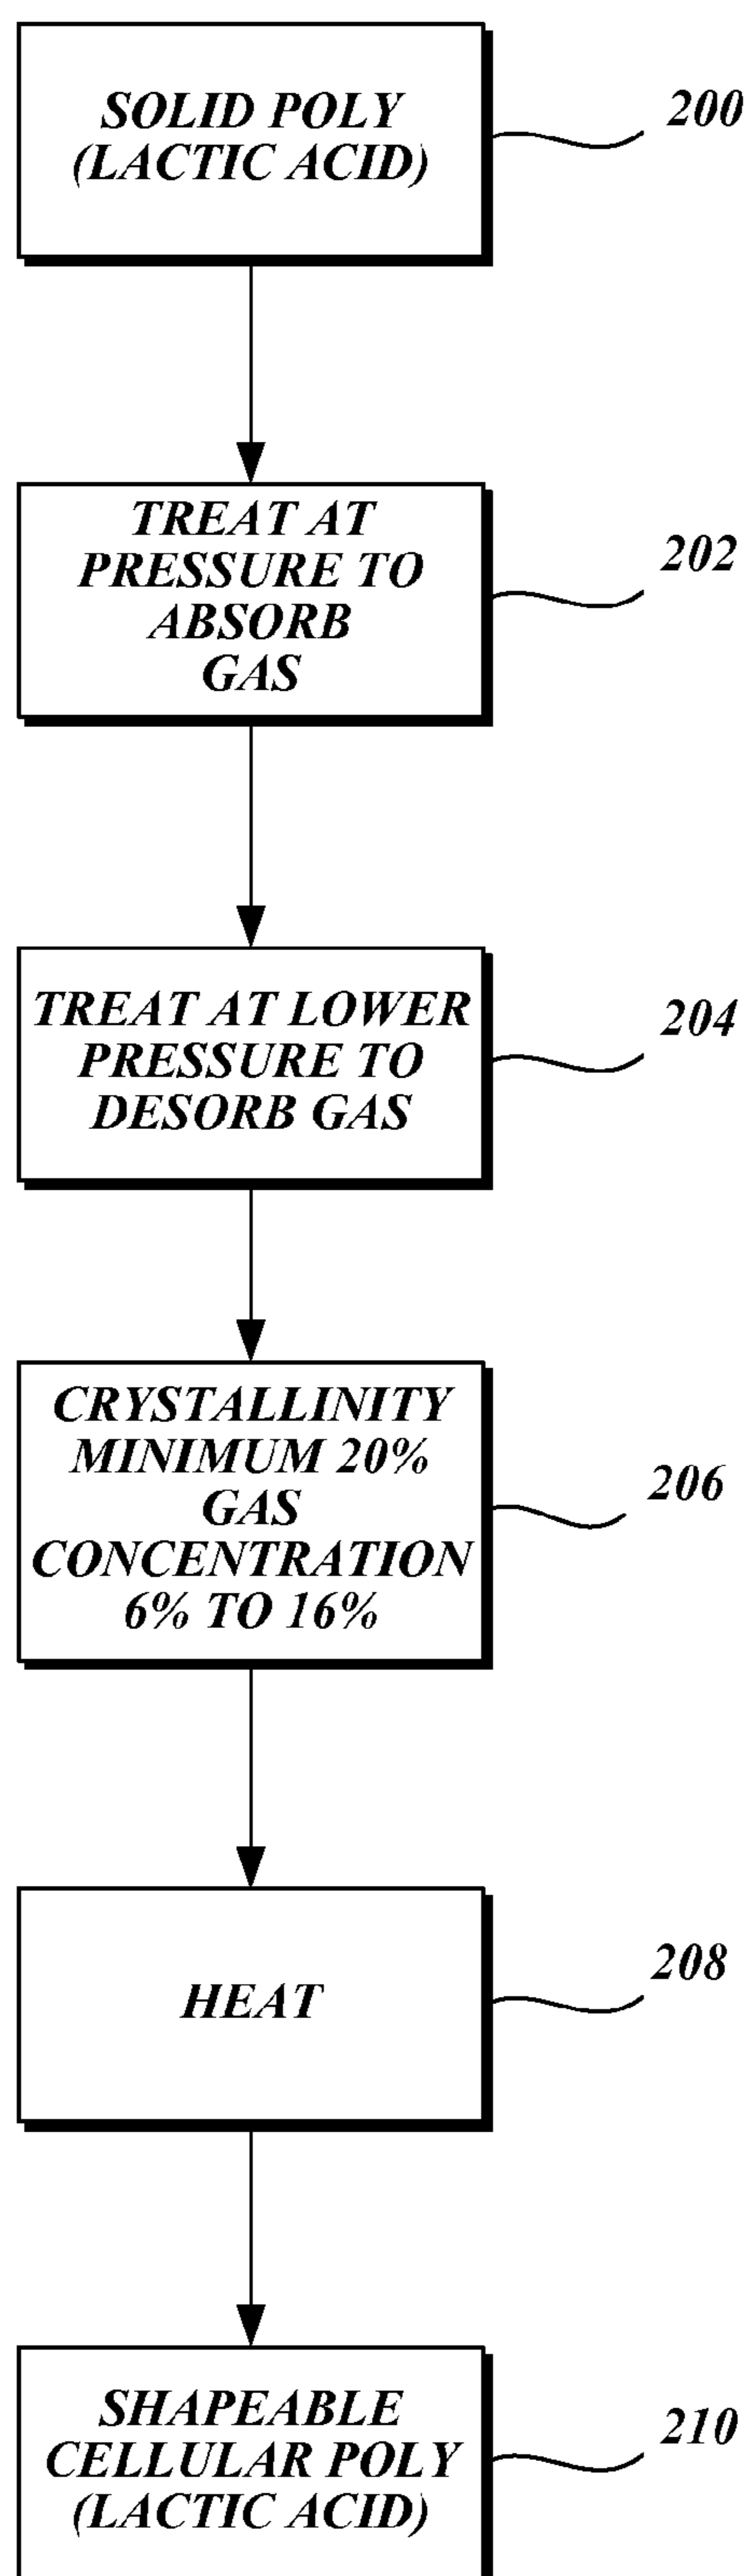 SOLID POLY
(LACTIC ACID)
200
TREAT AT
PRESSURE TO
ABSORB
GAS
202
TREAT AT LOWER
PRESSURE TO
DESORB GAS
204
CRYSTALLINITY
MINIMUM 20%
GAS
CONCENTRATION
6% TO 16%
206
HEAT
208
SHAPEABLE
CELLULAR POLY
(LACTIC ACID)
210